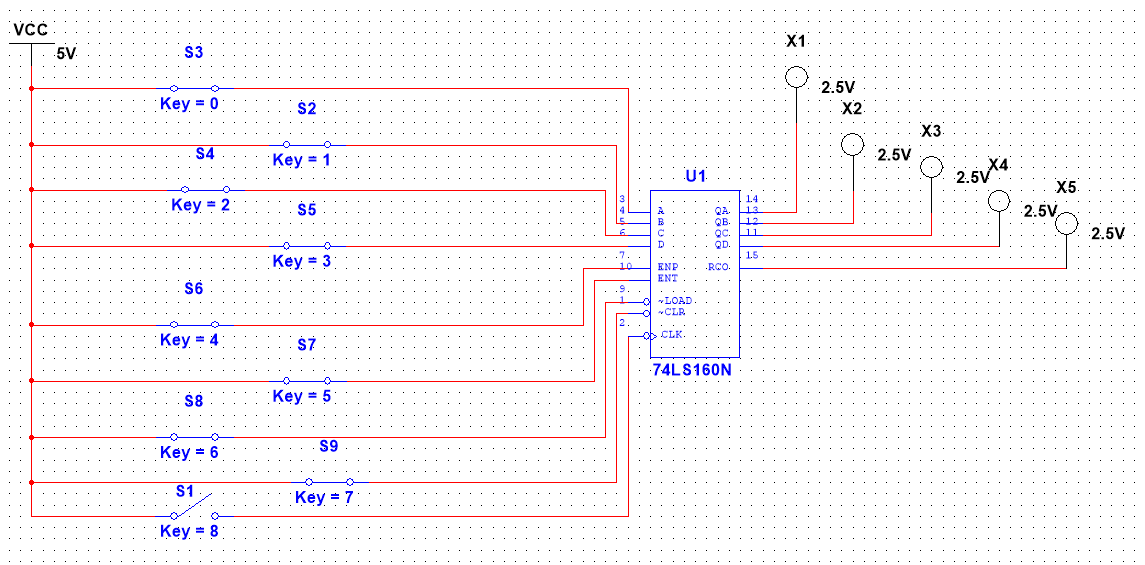 VCC
5V
S3
Key = 0
S2
Key = 1
S4
Key = 2
S5
Key = 3
S6
Key = 4
S7
Key = 5
S8
Key = 6
S9
Key = 7
S1
Key = 8
U1
3
4
5
6
7
10
9
1
2
A
B
C
D
ENP
ENT
~LOAD
~CLR
CLK
QA
QB
QC
QD
RCO
14
13
12
11
15
74LS160N
X1
2.5V
X2
2.5V
X3
2.5V
X4
2.5V
X5
2.5V